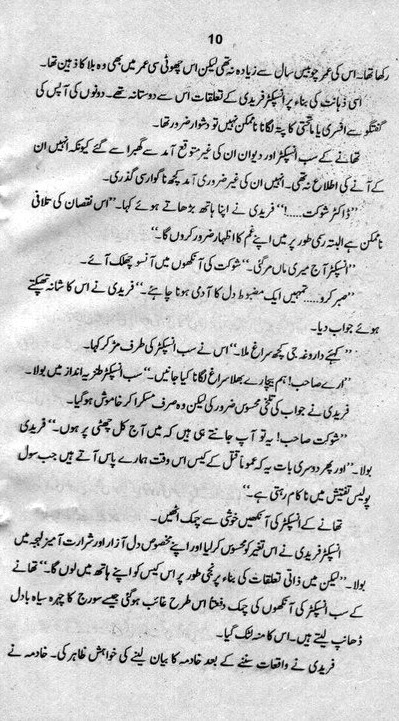 10
رکھا تھا۔ اس کی عمر چوبیس سال سے زیادہ نہ تھی لیکن اس چھوٹی سی عمر میں بھی وہ بلا کا ذہین تھا۔
اسی ذہانت کی بناء پر انسپکٹر فریدی کے تعلقات اس سے دوستانہ تھے۔ دونوں کی آپس کی
گفتگو سے افسری یا ماتحتی کا پتہ لگانا ناممکن نہیں تو دشوار ضرور تھا۔
تھانے کے سب انسپکٹر اور دیوان ان کی غیر متوقع آمد سے گھبرا سے گئے کیونکہ انہیں ان
کے آنے کی اطلاع نہ تھی۔ انہیں ان کی غیر ضروری آمد کچھ ناگوار سی گذری۔
”ڈاکٹر شوکت.....!“ فریدی نے اپنا ہاتھ بڑھاتے ہوئے کہا۔ ”اس نقصان کی تلافی
ناممکن ہے البتہ رسمی طور پر میں اپنے غم کا اظہار ضرور کروں گا۔“
”انسپکٹر آج میری ماں مر گئی۔“ شوکت کی آنکھوں میں آنسو چھلک آئے۔
”صبر کرو..... تمہیں ایک مضبوط دل کا آدمی ہونا چاہئے۔“ فریدی نے اس کا شانہ تھپکتے
ہوئے جواب دیا۔
”کہئے داروغہ جی کچھ سراغ ملا۔“ اس نے سب انسپکٹر کی طرف مڑ کر کہا۔
”ارے صاحب! ہم بیچارے بھلا سراغ لگانا کیا جانیں۔“ سب انسپکٹر طنزیہ انداز میں بولا۔
فریدی نے جواب کی تلخی محسوس ضرور کی لیکن وہ صرف مسکرا کر خاموش ہو گیا۔
”شوکت صاحب! یہ تو آپ جانتے ہی ہیں کہ میں آج کل چھٹی پر ہوں۔“ فریدی
بولا۔ ”اور پھر دوسری بات یہ کہ عموماً قتل کے کیس اس وقت ہمارے پاس آتے ہیں جب سول
پولیس تفتیش میں ناکام رہتی ہے۔“
تھانے کے انسپکٹر کی آنکھیں خوشی سے چمک اٹھیں۔
انسپکٹر فریدی نے اس تغیر کو محسوس کر لیا اور اپنے مخصوص دل آزار اور شرارت آمیز لہجہ میں
بولا۔ ”لیکن میں ذاتی تعلقات کی بناء پر نجی طور پر اس کیس کو اپنے ہاتھ میں لوں گا۔“ تھانے
کے سب انسپکٹر کی آنکھوں کی چمک دفعتاً اس طرح غائب ہو گئی جیسے سورج کا چہرہ سیاہ بادل
ڈھانپ لیتے ہیں۔ اس کا منہ لٹک گیا۔
فریدی نے واقعات سننے کے بعد خادمہ کا بیان لینے کی خواہش ظاہر کی۔ خادمہ نے